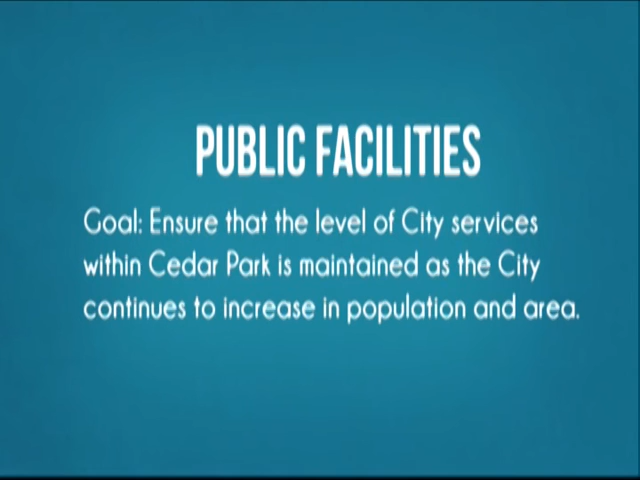 PUBLIC FACILITIES
Goal: Ensure that the level of City services
within Cedar Park is maintained as the City
continues to increase in population and area.